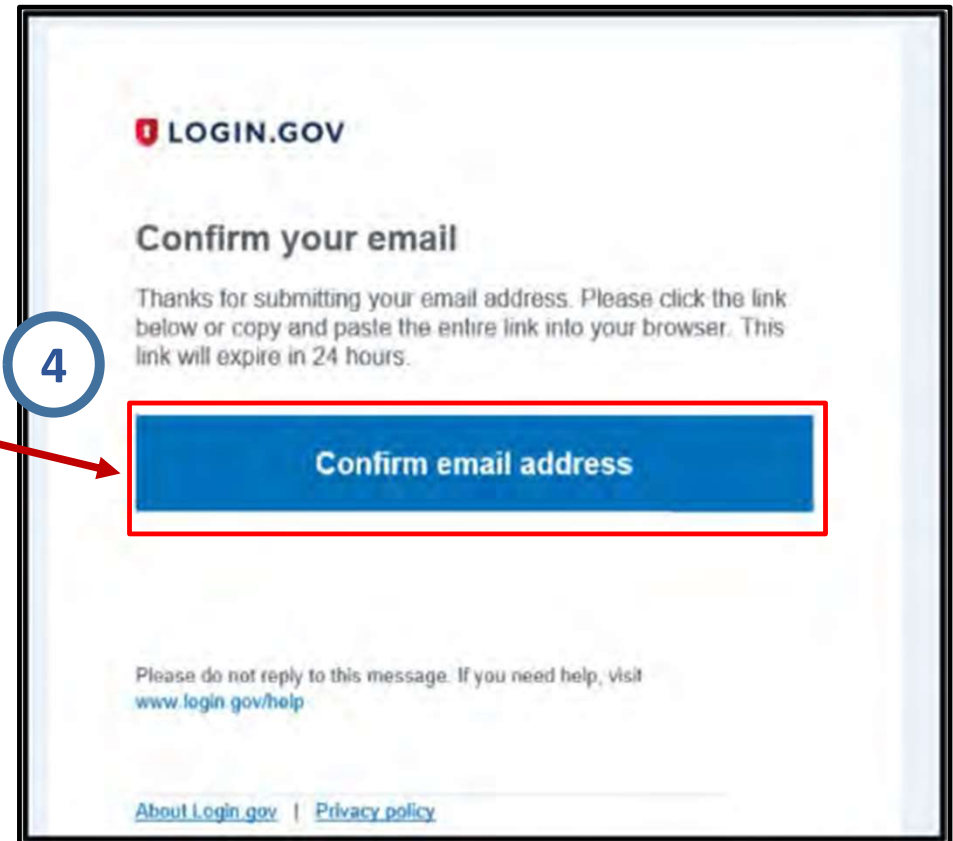 LOGIN.GOV
Confirm your email
Thanks for submitting your email address. Please click the link
below or copy and paste the entire link into your browser. This
link will expire in 24 hours.
4
Confirm email address
Please do not reply to this message. If you need help, visit
www.login.gov/help
About Login.gov | Privacy policy